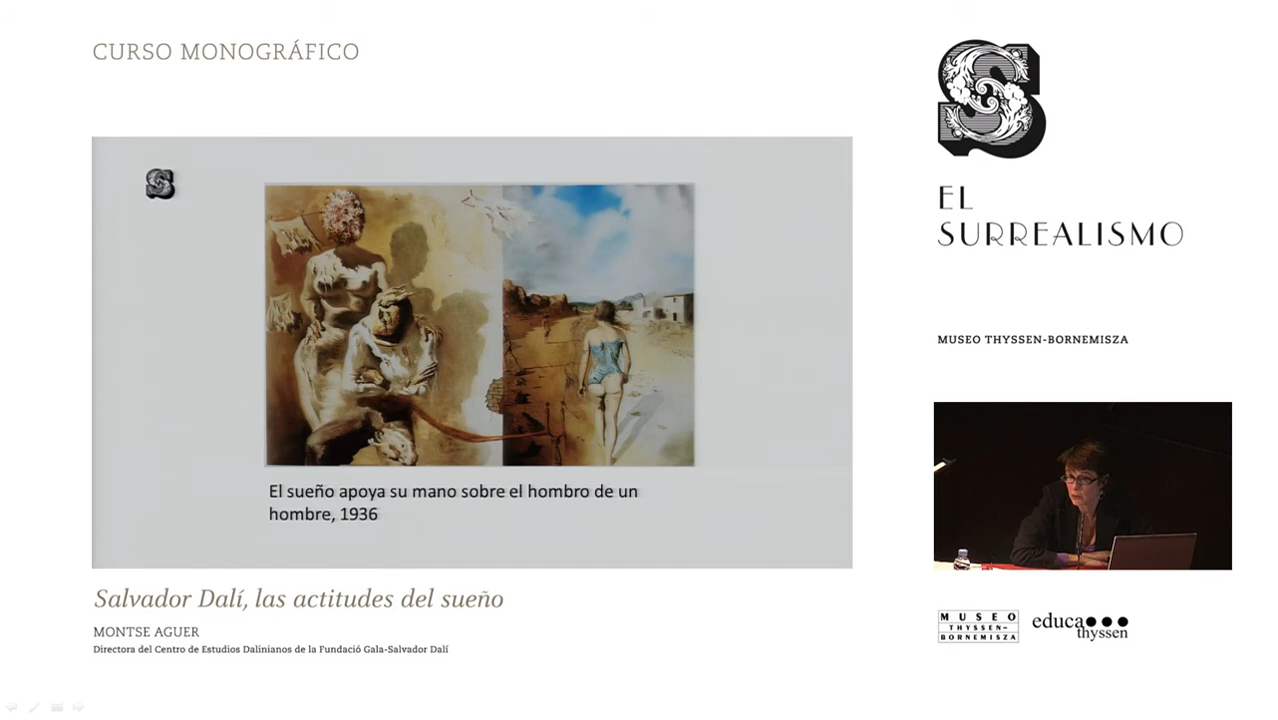 CURSO MONOGRÁFICO
S
EL
SURREALISMO
MUSEO THYSSEN-BORNEMISZA
S
El sueño apoya su mano sobre el hombro de un
hombre, 1936
Salvador Dalí, las actitudes del sueño
MONTSE AGUER
Directora del Centro de Estudios Dalinianos de la Fundació Gala-Salvador Dalí
MUSEO
THYSSEN-
BORNEMISZA
educa
thyssen